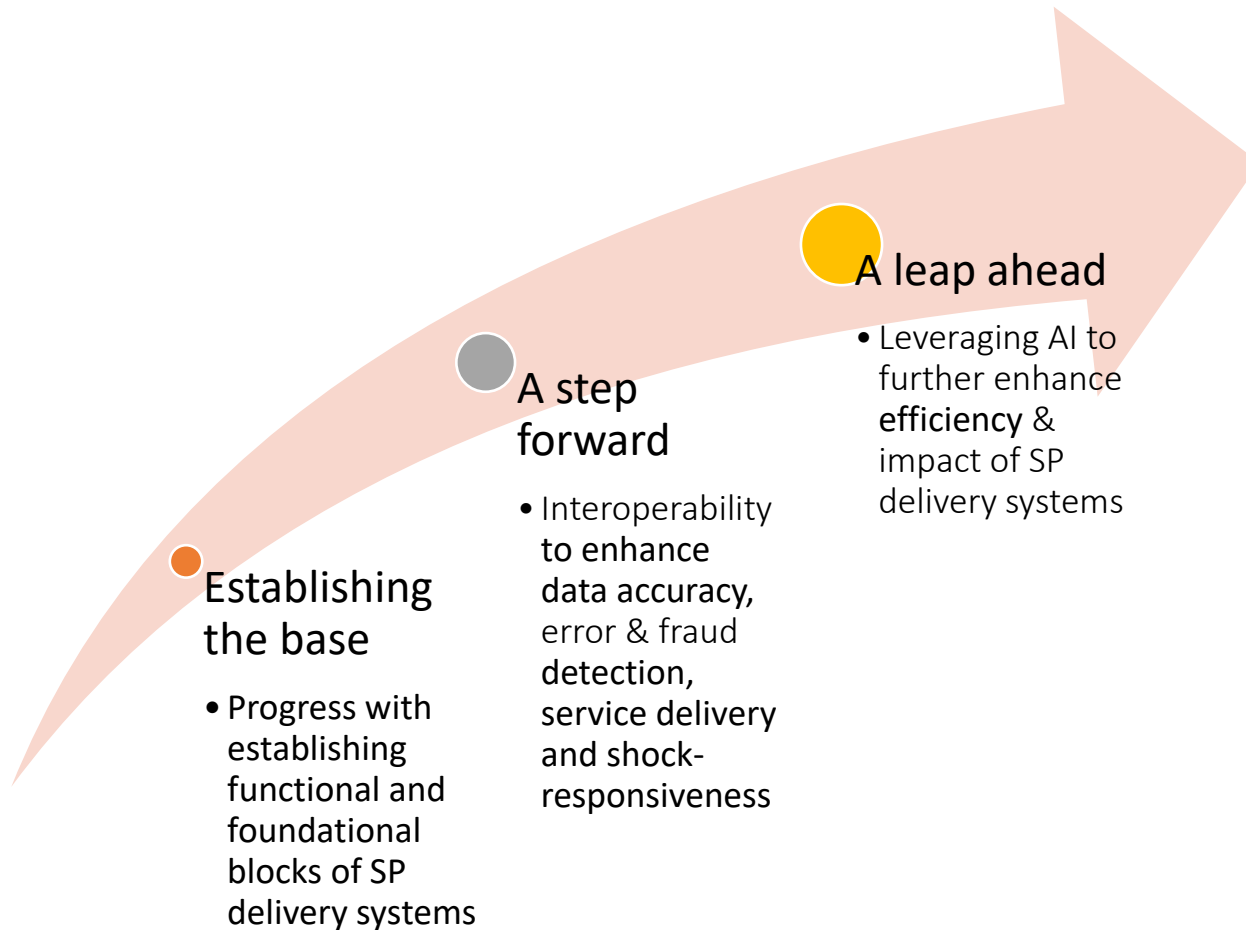 Establishing
the base
• Progress with
establishing
functional and
foundational
blocks of SP
delivery systems
A step
forward
• Interoperability
to enhance
data accuracy,
error & fraud
detection,
service delivery
and shock-
responsiveness
A leap ahead
• Leveraging AI to
further enhance
efficiency &
impact of SP
delivery systems